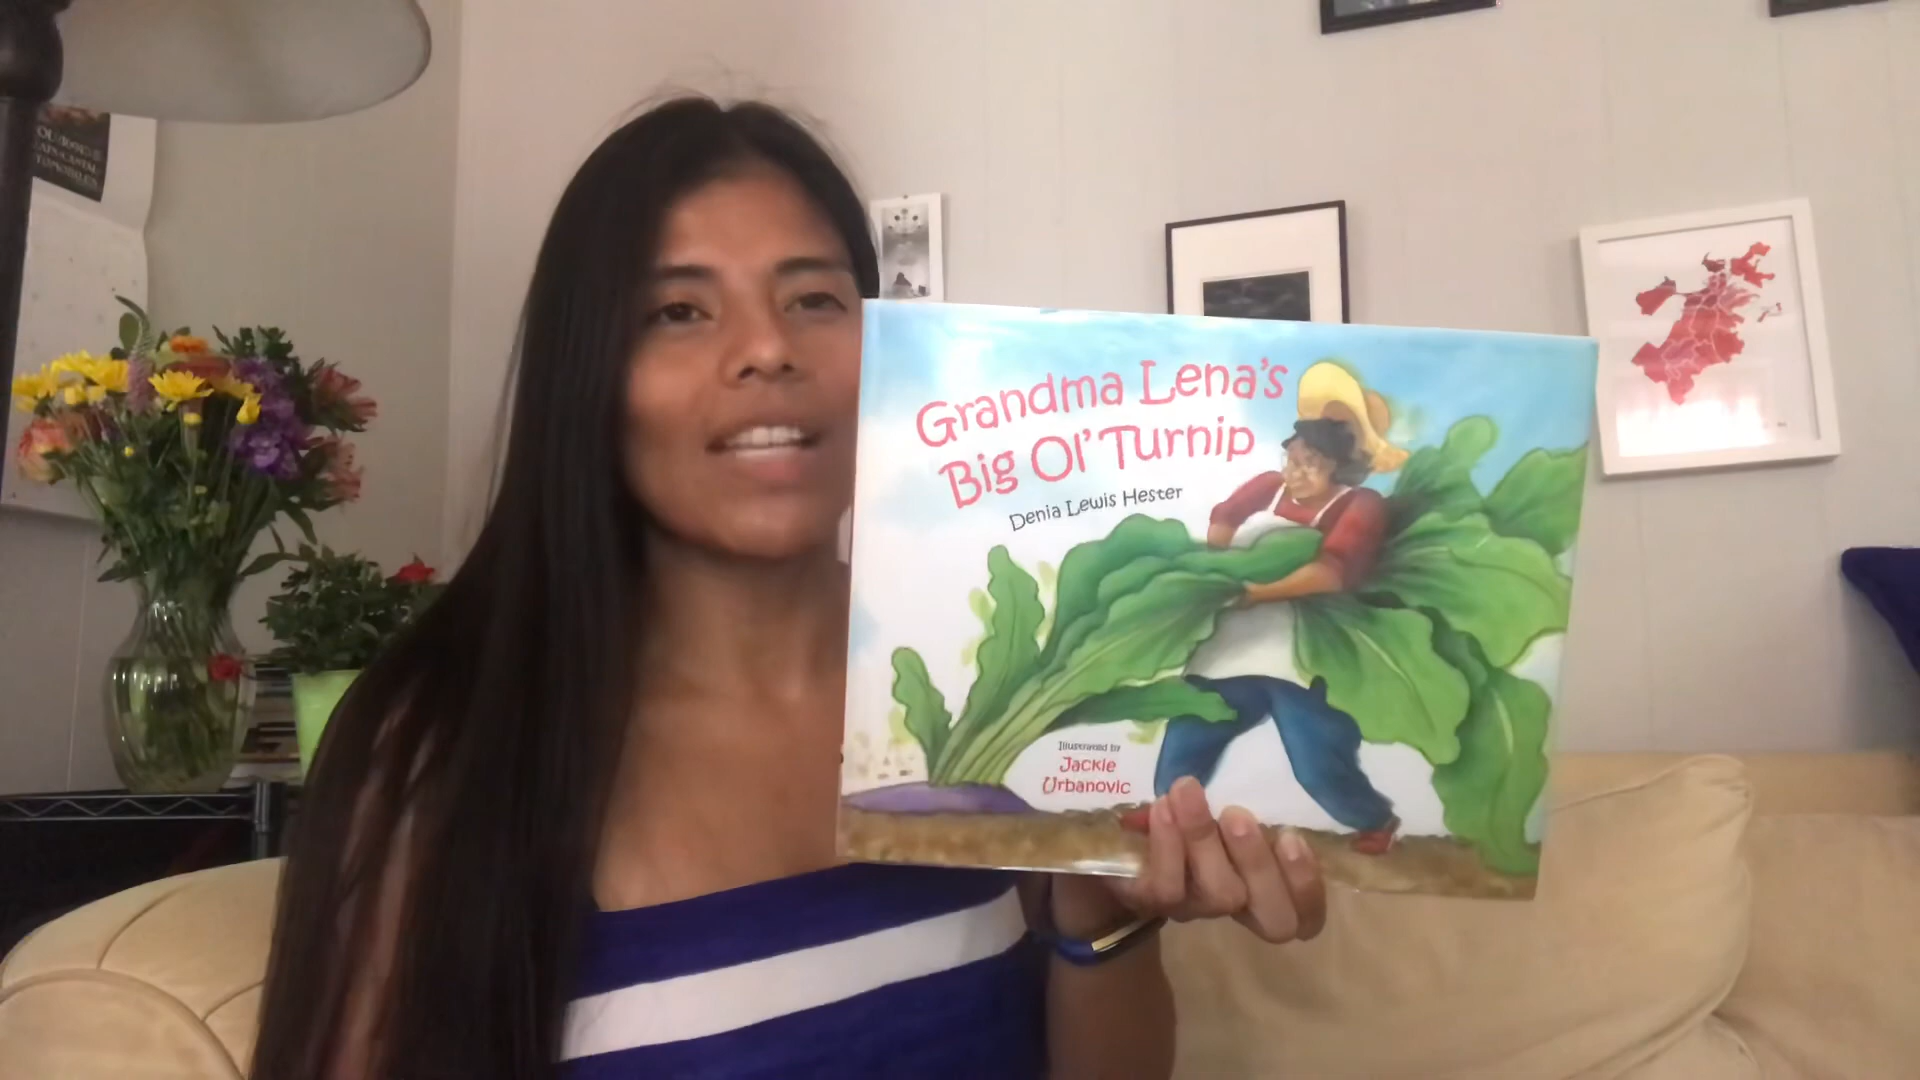 Grandma Lena's
Big Ol' Turnip
Denia Lewis Hester
Illustrated by
Jackie
Urbanovic